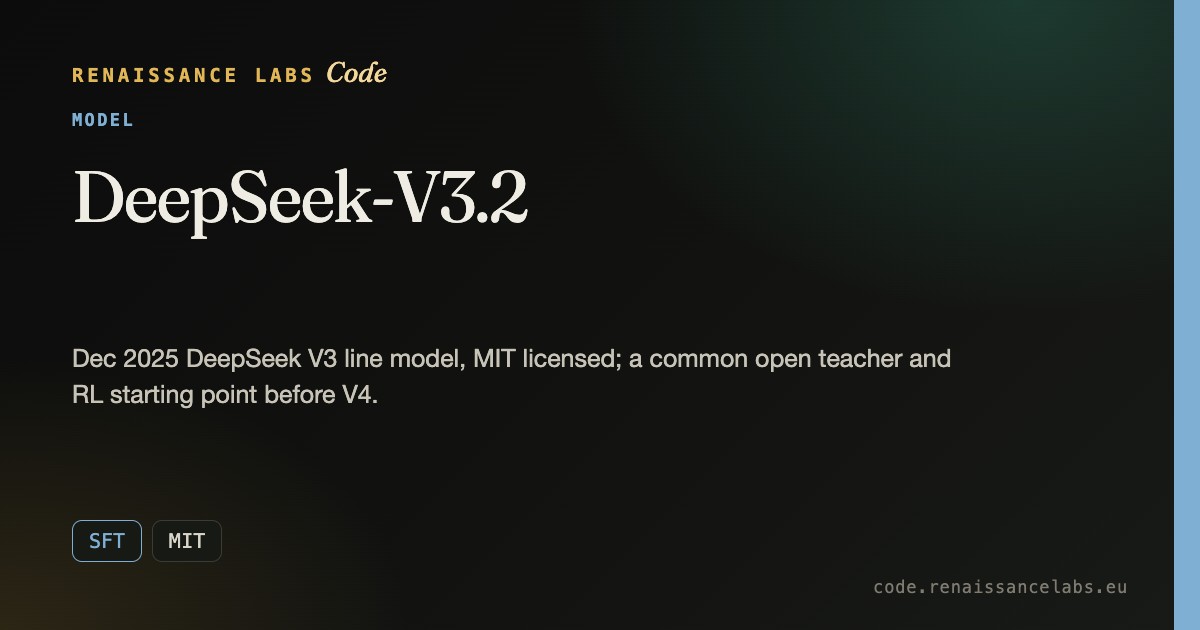 RENAISSANCE LABS Code
MODEL
DeepSeek-V3.2
Dec 2025 DeepSeek V3 line model, MIT licensed; a common open teacher and
RL starting point before V4.
SFT MIT
code.renaissancelabs.eu